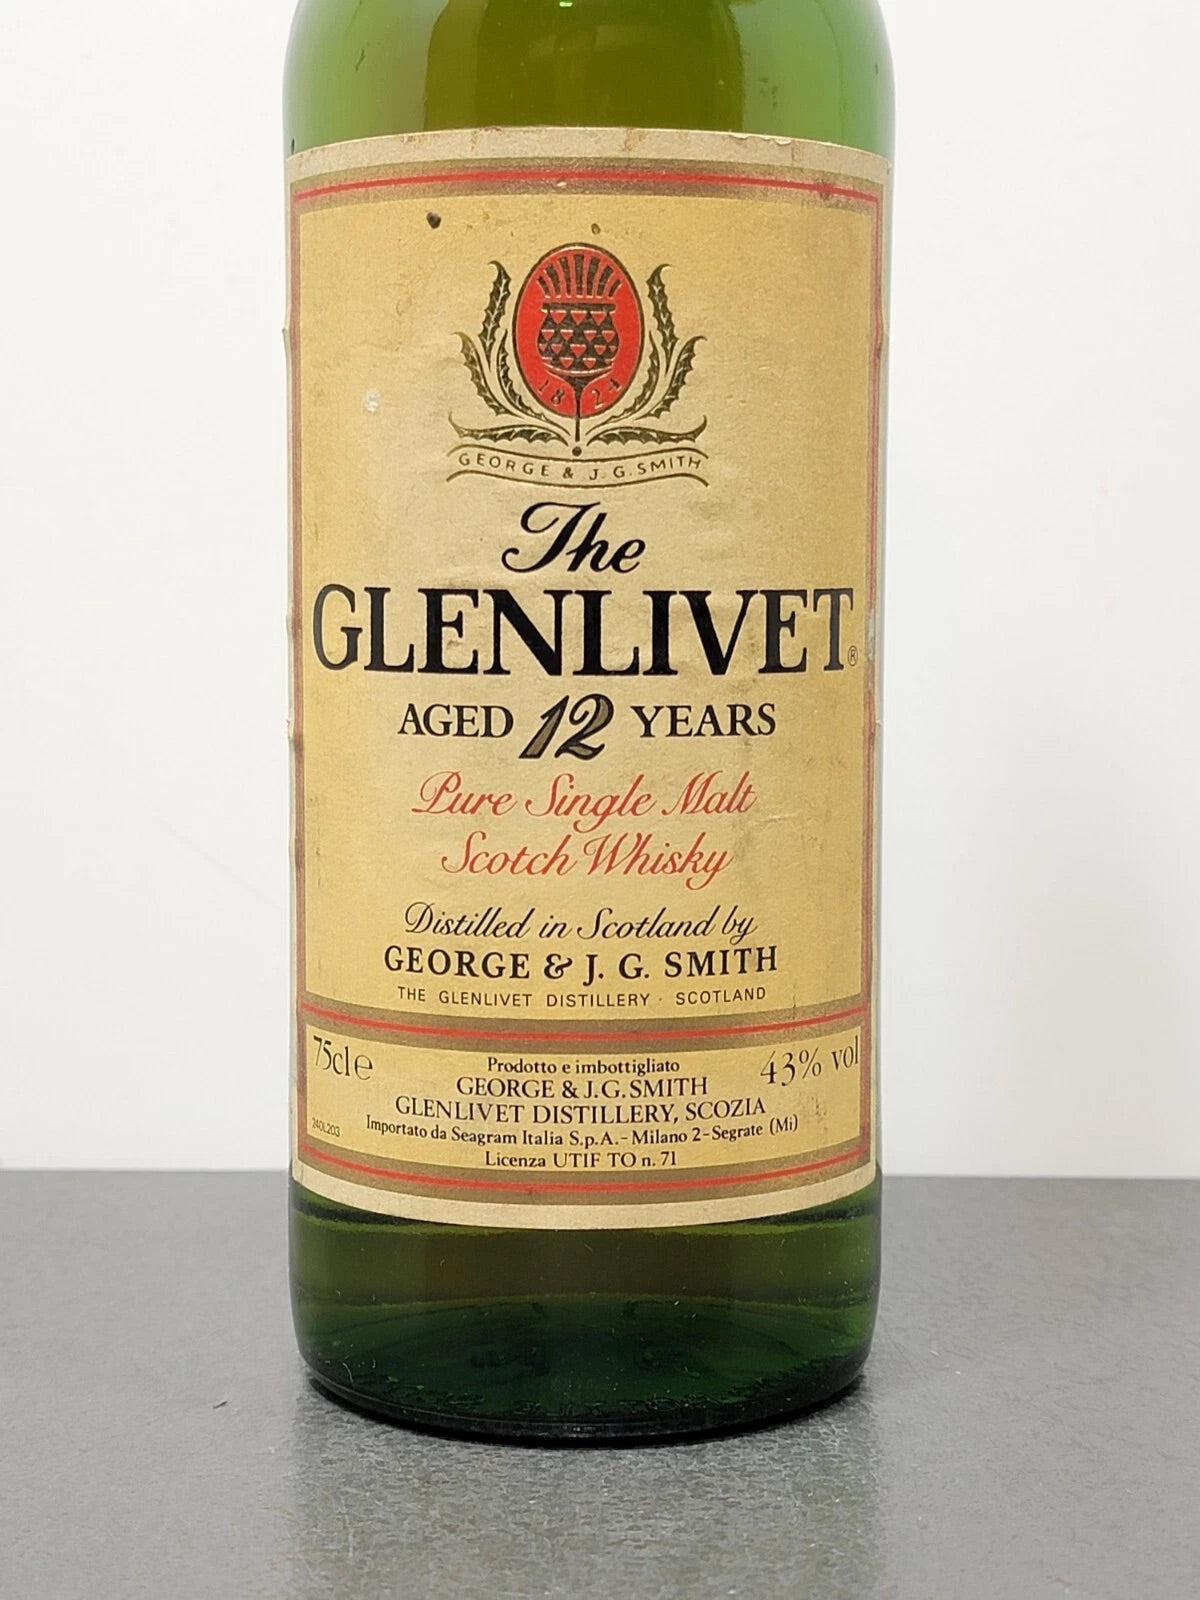 1824
GEORGE & J. G. SMITH
The
GLENLIVET®
AGED 12 YEARS
Pure Single Malt
Scotch Whisky
Distilled in Scotland by
GEORGE & J. G. SMITH
THE GLENLIVET DISTILLERY · SCOTLAND
75cl e
43% vol
Prodotto e imbottigliato
GEORGE & J.G. SMITH
GLENLIVET DISTILLERY, SCOZIA
Importato da Seagram Italia S.p.A. - Milano 2 - Segrate (Mi)
Licenza UTIF TO n. 71
240L203